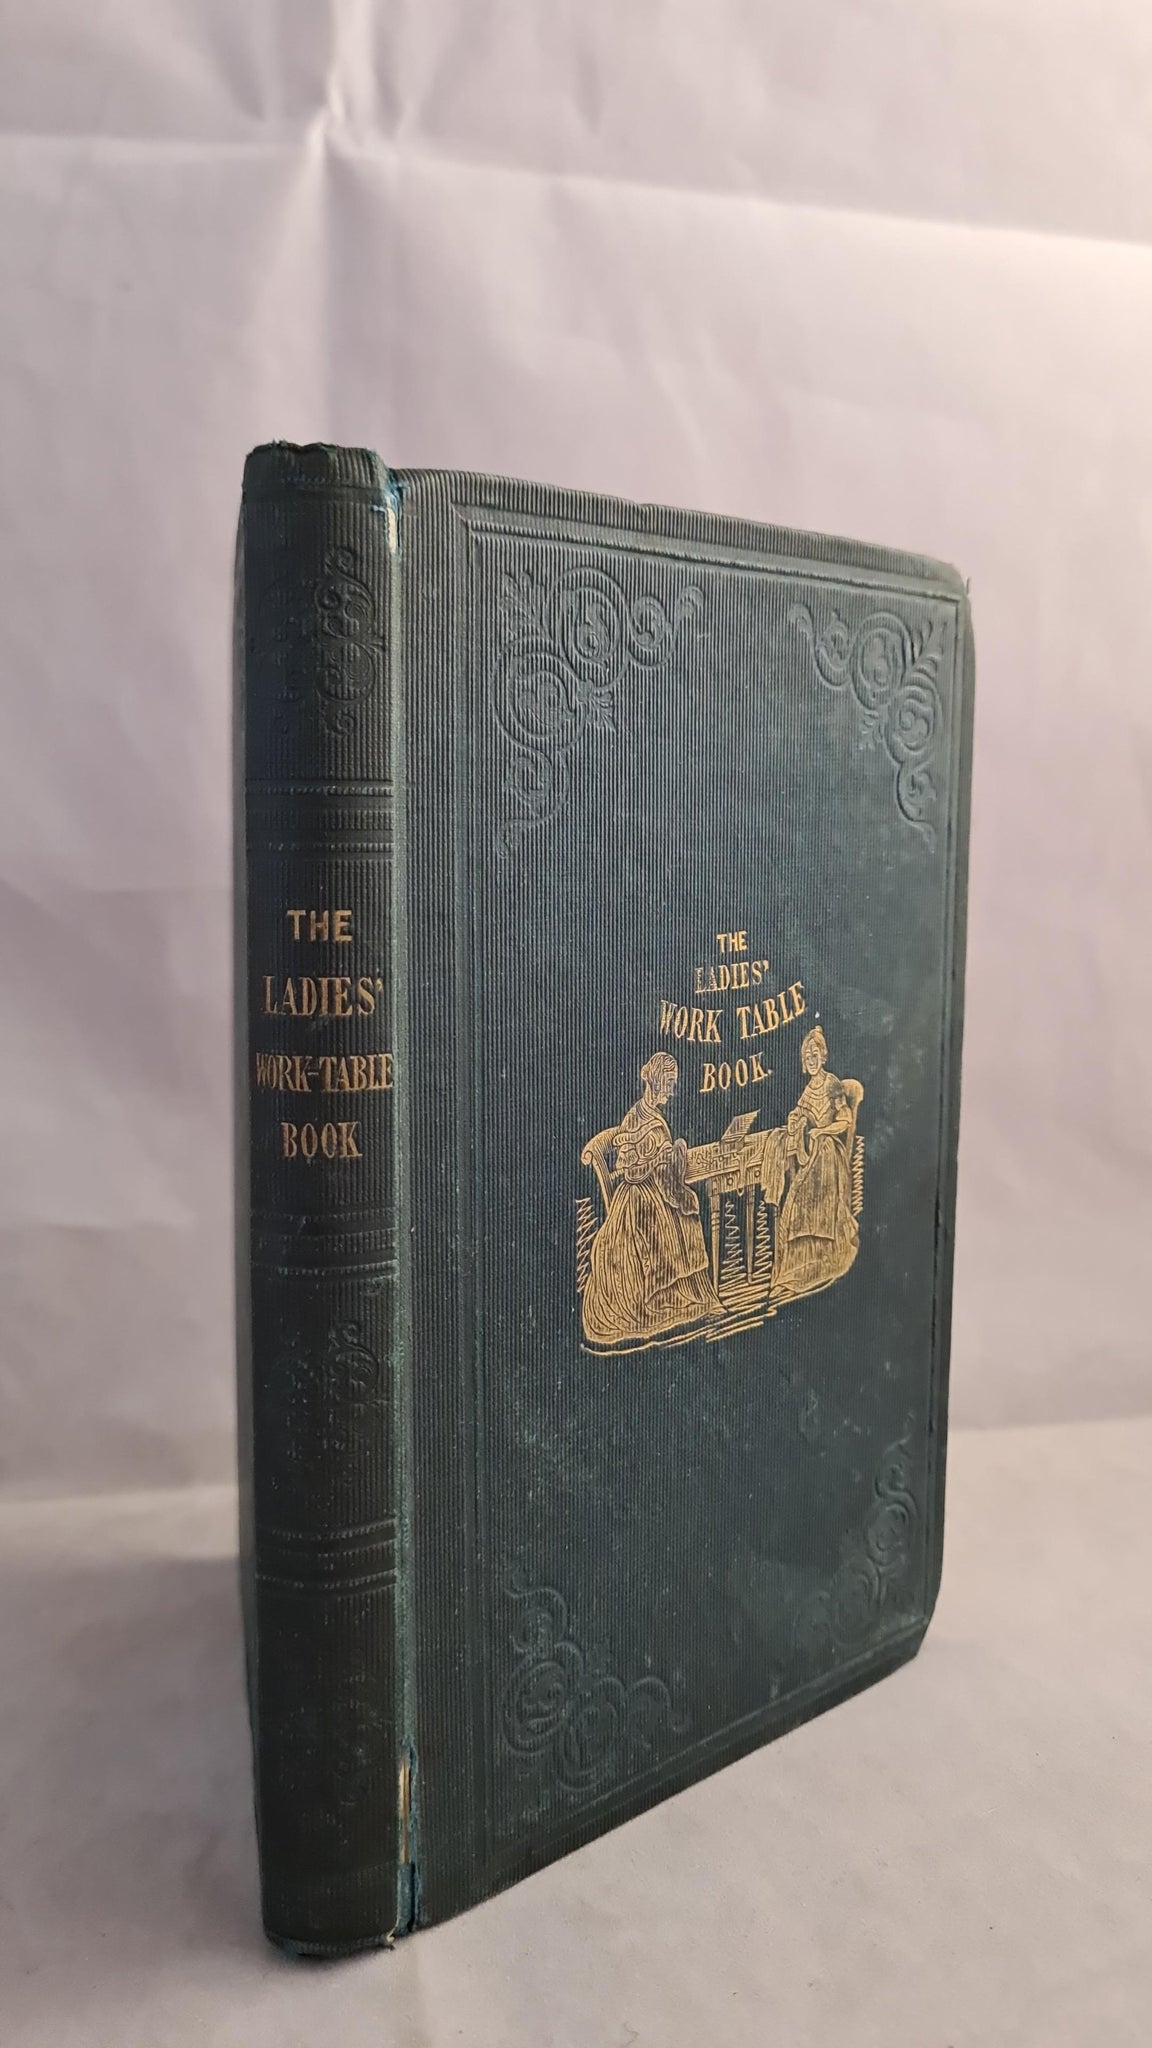 THE
LADIES'
WORK-TABLE
BOOK
THE
LADIES'
WORK TABLE
BOOK.